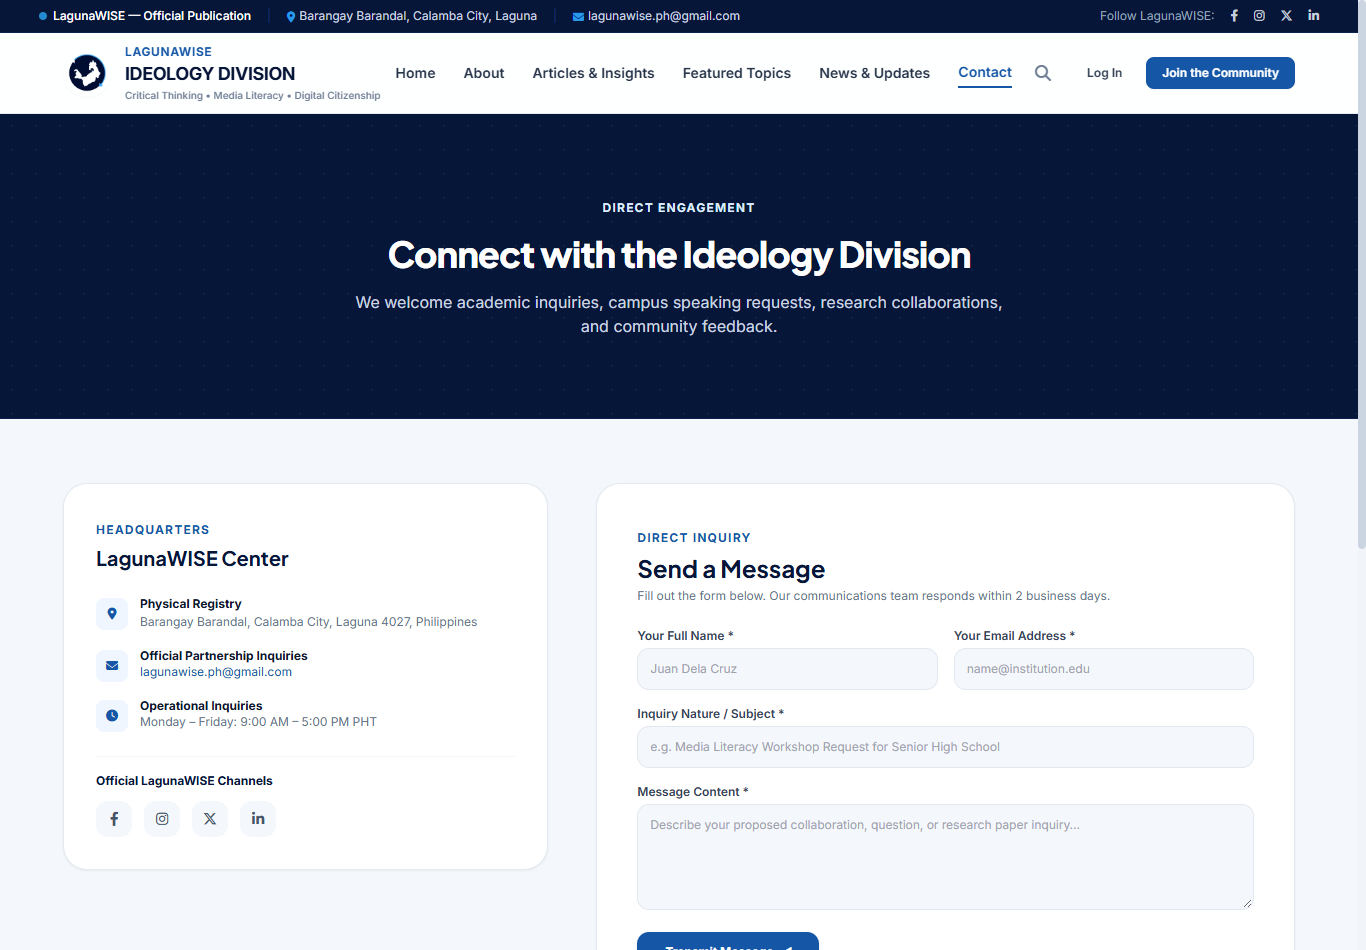 LagunaWISE — Official Publication
Barangay Barandal, Calamba City, Laguna
lagunawise.ph@gmail.com
Follow LagunaWISE:
LAGUNAWISE
IDEOLOGY DIVISION
Critical Thinking • Media Literacy • Digital Citizenship
Home
About
Articles & Insights
Featured Topics
News & Updates
Contact
Log In
Join the Community
DIRECT ENGAGEMENT
Connect with the Ideology Division
We welcome academic inquiries, campus speaking requests, research collaborations,
and community feedback.
HEADQUARTERS
LagunaWISE Center
Physical Registry
Barangay Barandal, Calamba City, Laguna 4027, Philippines
Official Partnership Inquiries
lagunawise.ph@gmail.com
Operational Inquiries
Monday – Friday: 9:00 AM – 5:00 PM PHT
Official LagunaWISE Channels
DIRECT INQUIRY
Send a Message
Fill out the form below. Our communications team responds within 2 business days.
Your Full Name *
Your Email Address *
Juan Dela Cruz
name@institution.edu
Inquiry Nature / Subject *
e.g. Media Literacy Workshop Request for Senior High School
Message Content *
Describe your proposed collaboration, question, or research paper inquiry...
Transmit Message